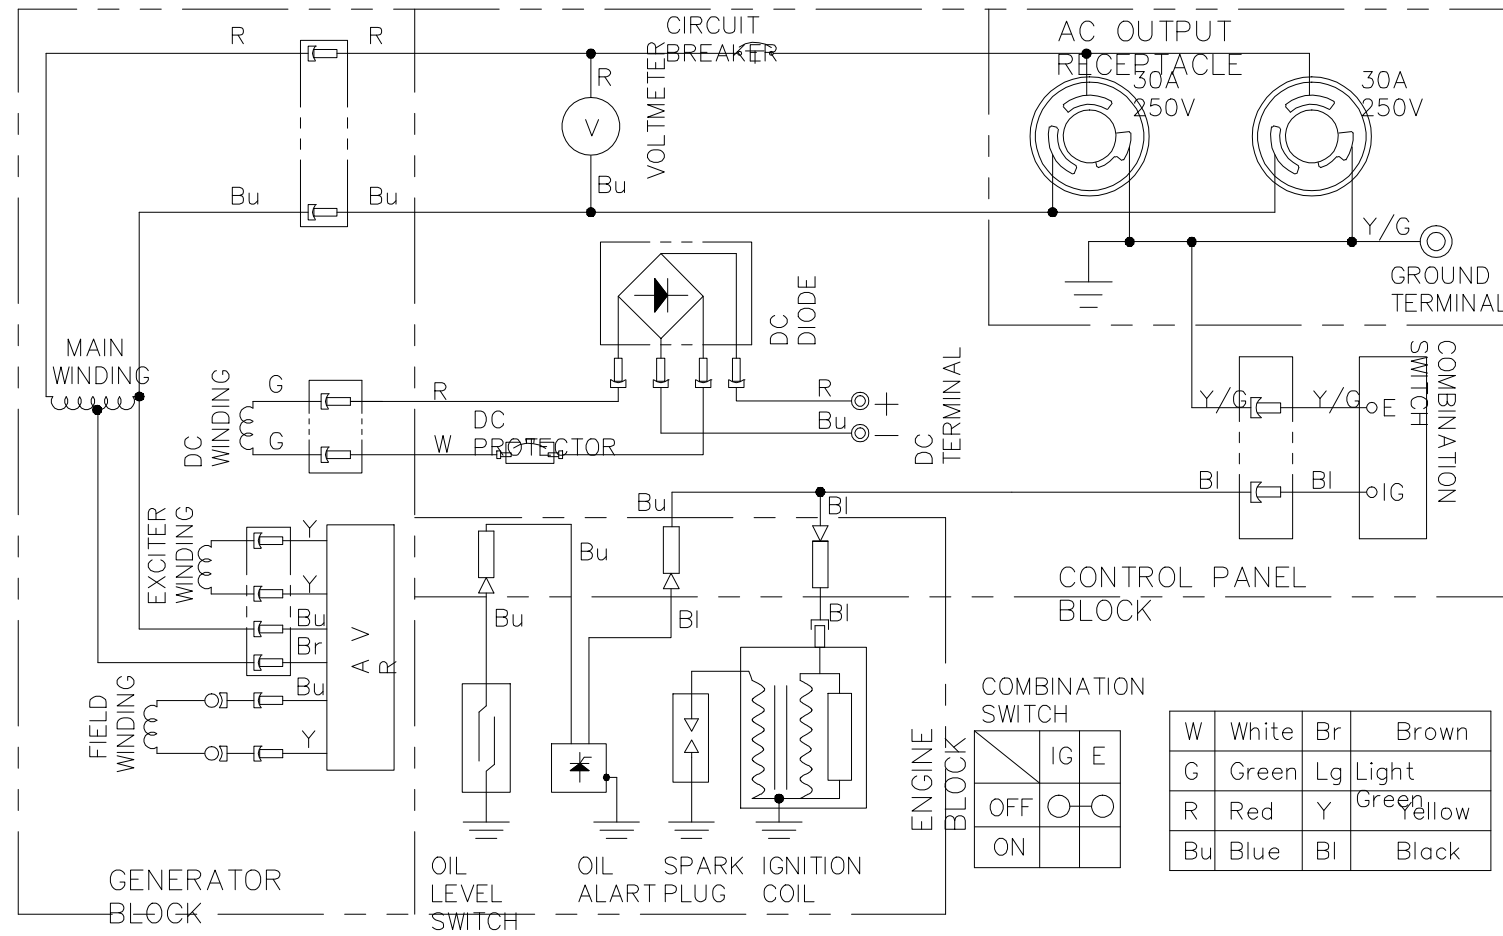 CIRCUIT
BREAKER
AC OUTPUT
RECEPTACLE
R
R
R
VOLTMETER
V
30A
250V
30A
250V
Bu
Bu
Bu
Y/G
GROUND
TERMINAL
DC
DIODE
MAIN
WINDING
DC
WINDING
G
G
R
W
DC
PROTECTOR
R
+
Bu
−
DC
TERMINAL
COMBINATION
SWITCH
Y/G
Y/G
E
Bl
Bl
IG
EXCITER
WINDING
Y
Y
Bu
Br
Bu
Y
A V R
FIELD
WINDING
Bu
Bl
Bu
Bu
Bl
Bl
CONTROL PANEL
BLOCK
ENGINE
BLOCK
GENERATOR
BLOCK
OIL
LEVEL
SWITCH
OIL
ALART
SPARK
PLUG
IGNITION
COIL
COMBINATION
SWITCH
IG E
OFF
ON
W White Br Brown
G Green Lg Light Green
R Red Y Yellow
Bu Blue Bl Black